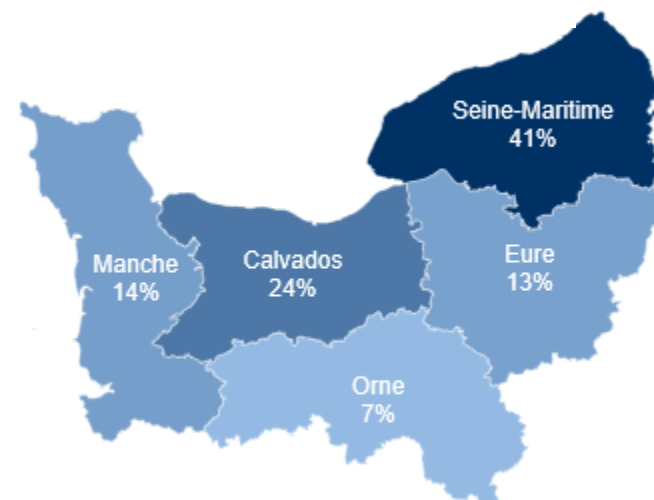 Seine-Maritime
41%
Manche
14%
Calvados
24%
Eure
13%
Orne
7%